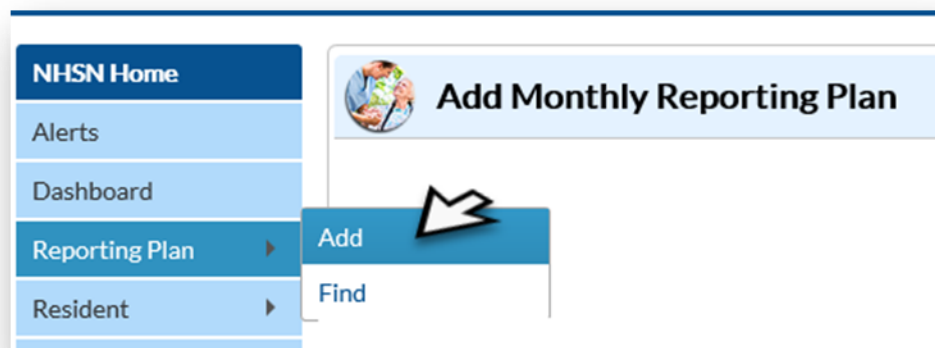 NHSN Home
Alerts
Dashboard
Reporting Plan
Resident
Add Monthly Reporting Plan
Add
Find